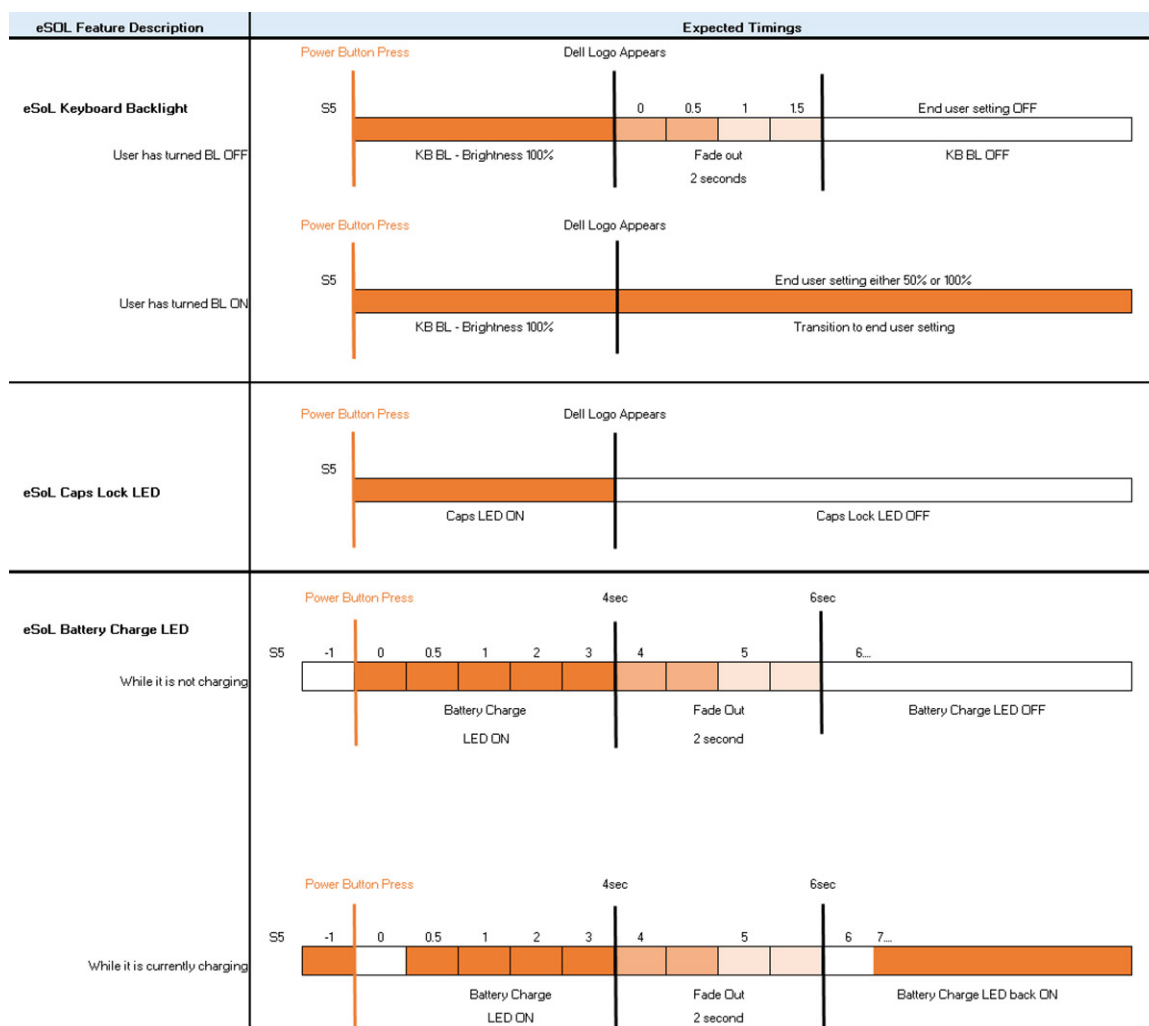 eSOL Feature Description
Expected Timings
Power Button Press
Dell Logo Appears
eSoL Keyboard Backlight
S5
0 0.5 1 1.5
End user setting OFF
User has turned BL OFF
KB BL - Brightness 100%
Fade out
KB BL OFF
2 seconds
Power Button Press
Dell Logo Appears
S5
End user setting either 50% or 100%
User has turned BL ON
KB BL - Brightness 100%
Transition to end user setting
Power Button Press
Dell Logo Appears
S5
eSoL Caps Lock LED
Caps LED ON
Caps Lock LED OFF
Power Button Press
4sec
6sec
eSoL Battery Charge LED
S5
-1 0 0.5 1 2 3 4 5 6....
While it is not charging
Battery Charge
Fade Out
Battery Charge LED OFF
LED ON
2 second
Power Button Press
4sec
6sec
S5
-1 0 0.5 1 2 3 4 5 6 7....
While it is currently charging
Battery Charge
Fade Out
Battery Charge LED back ON
LED ON
2 second